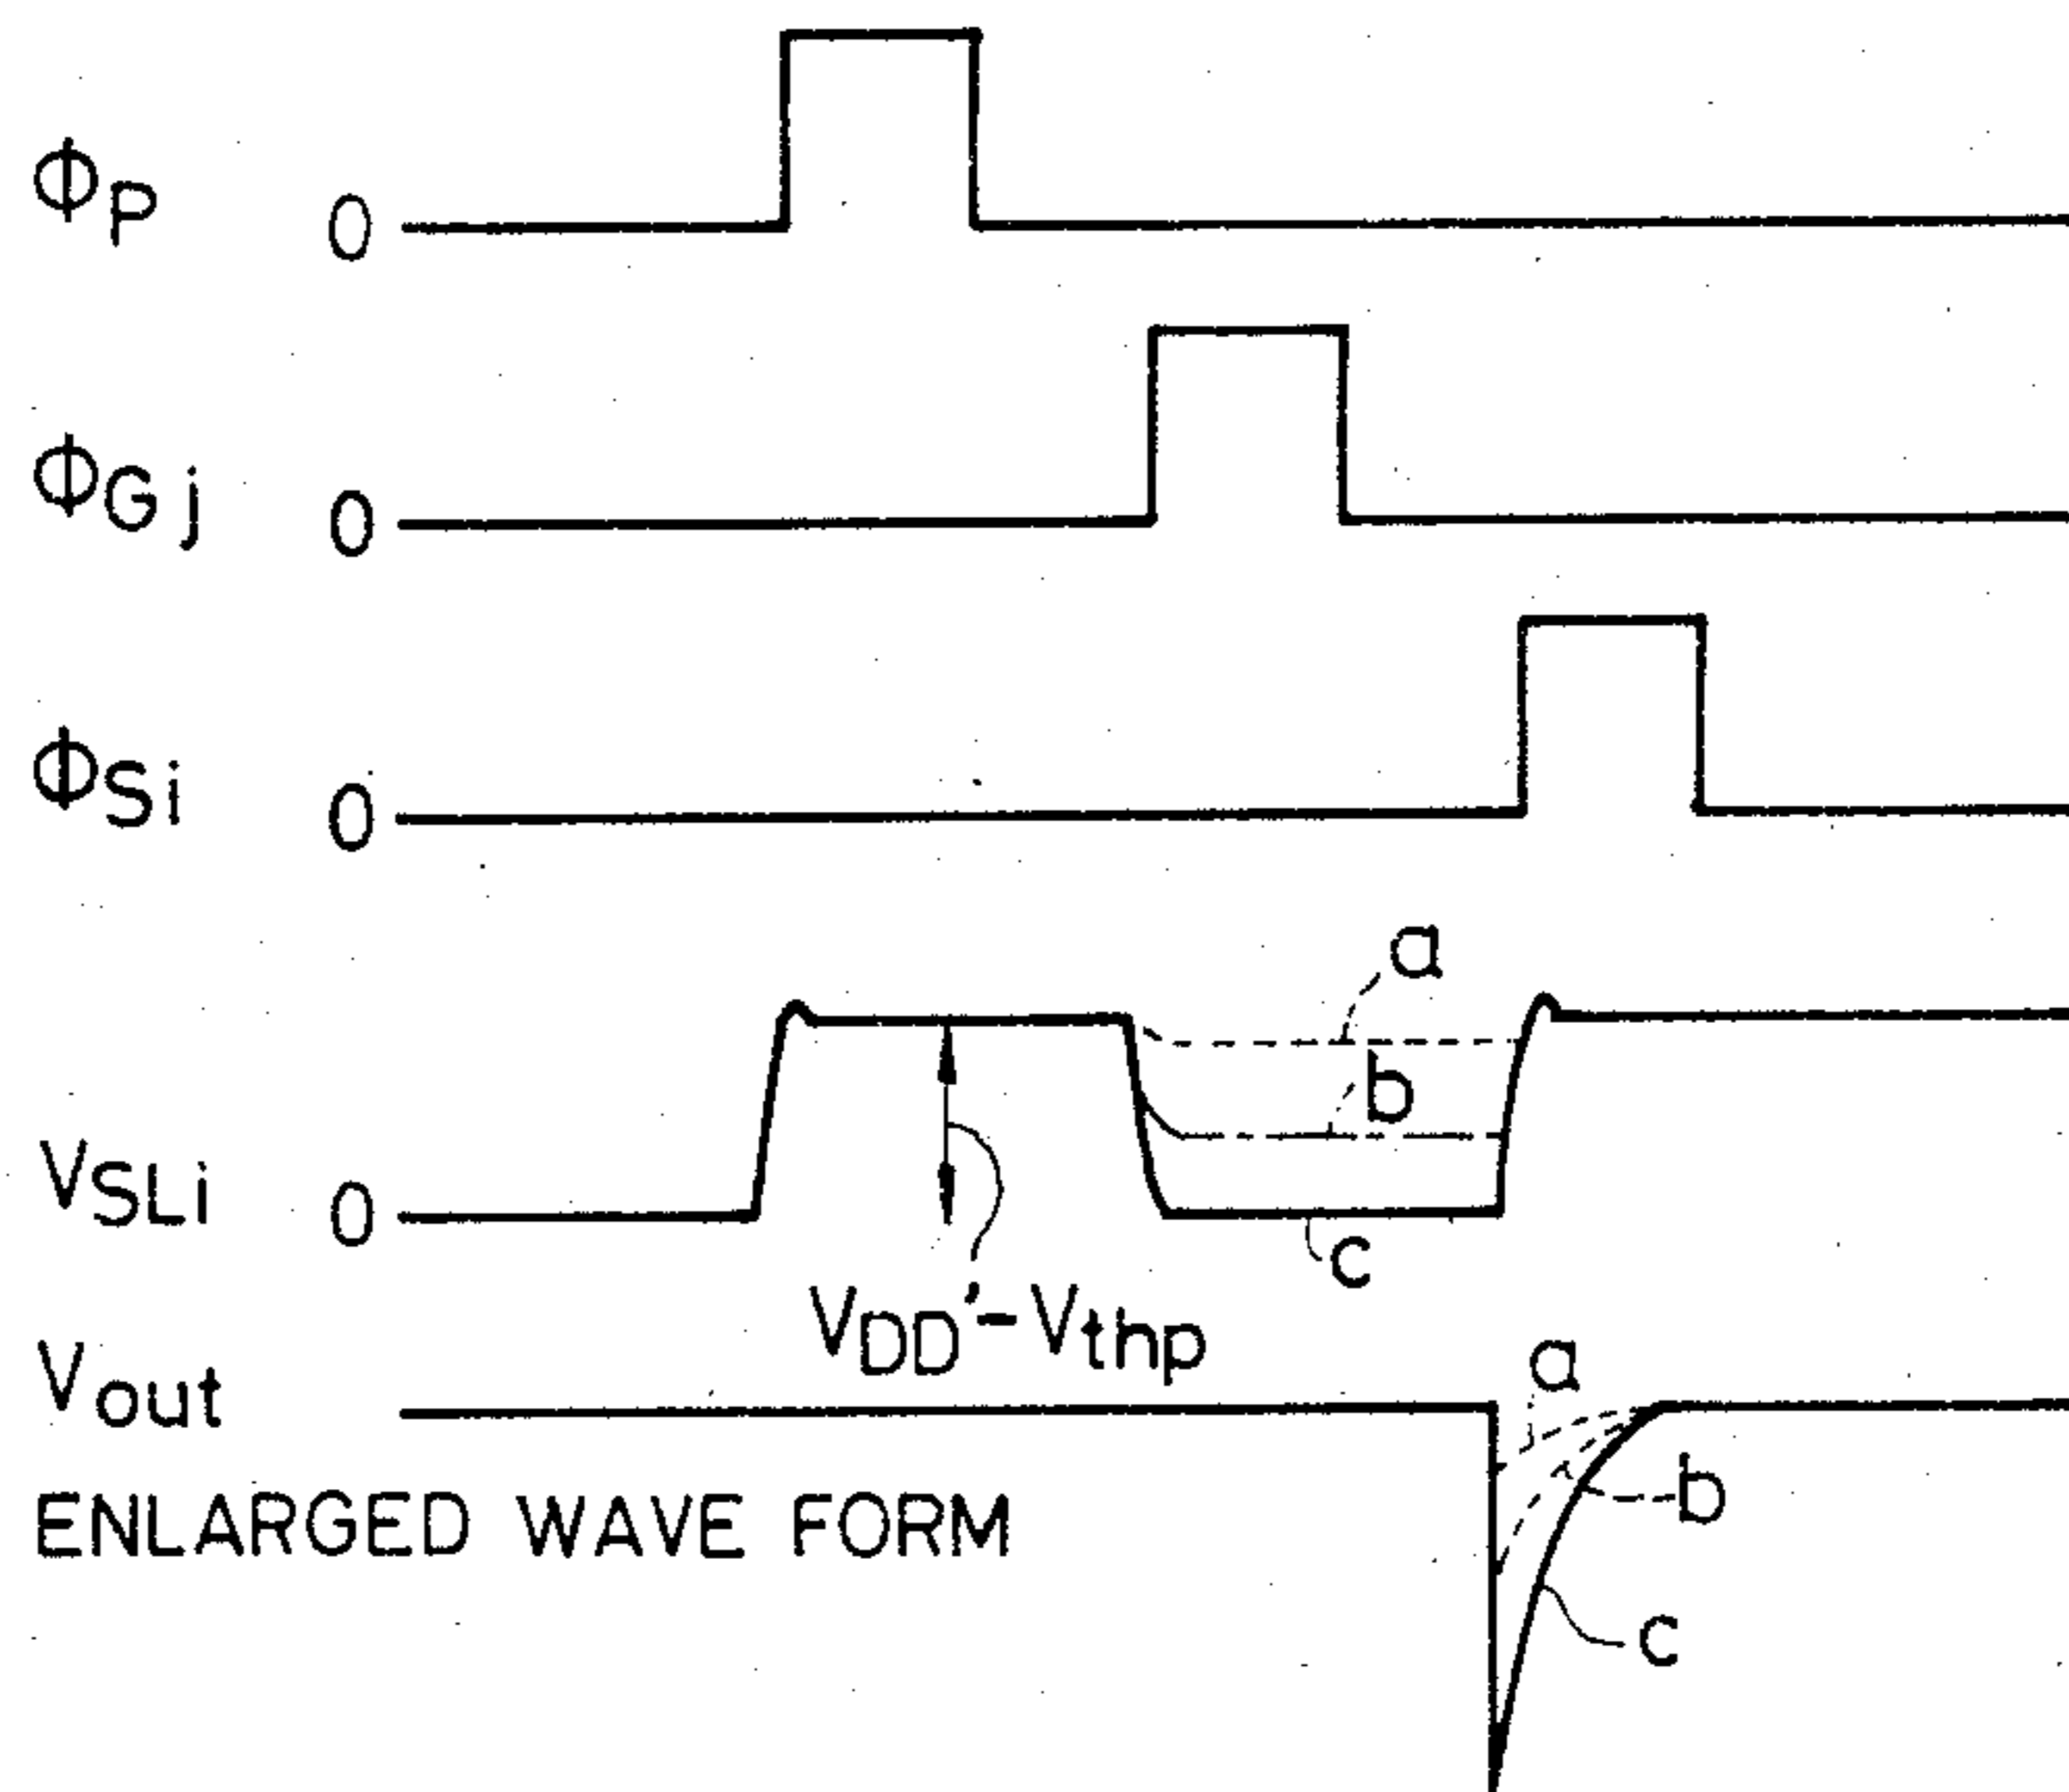 ΦP 0
ΦGj 0
ΦSi 0
a
b
VSLi 0
c
VDD'-Vthp
Vout
a
b
ENLARGED WAVE FORM
c